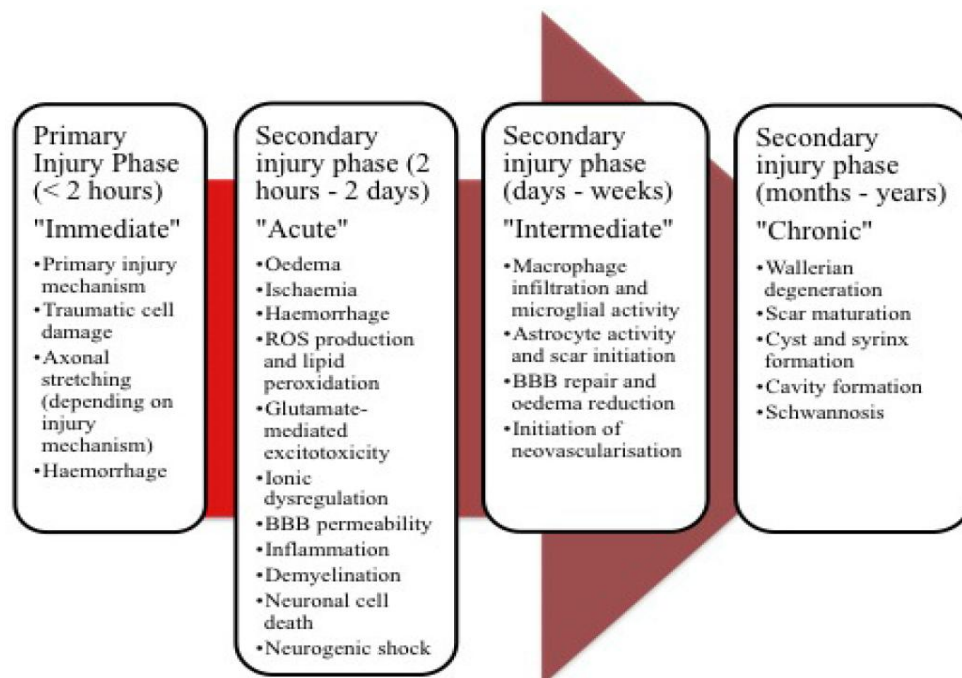 Primary
Injury Phase
(< 2 hours)
"Immediate"
•Primary injury
mechanism
•Traumatic cell
damage
•Axonal
stretching
(depending on
injury
mechanism)
•Haemorrhage
Secondary
injury phase (2
hours - 2 days)
"Acute"
•Oedema
•Ischaemia
•Haemorrhage
•ROS production
and lipid
peroxidation
•Glutamate-
mediated
excitotoxicity
•Ionic
dysregulation
•BBB permeability
•Inflammation
•Demyelination
•Neuronal cell
death
•Neurogenic shock
Secondary
injury phase
(days - weeks)
"Intermediate"
•Macrophage
infiltration and
microglial activity
•Astrocyte activity
and scar initiation
•BBB repair and
oedema reduction
•Initiation of
neovascularisation
Secondary
injury phase
(months - years)
"Chronic"
•Wallerian
degeneration
•Scar maturation
•Cyst and syrinx
formation
•Cavity formation
•Schwannosis